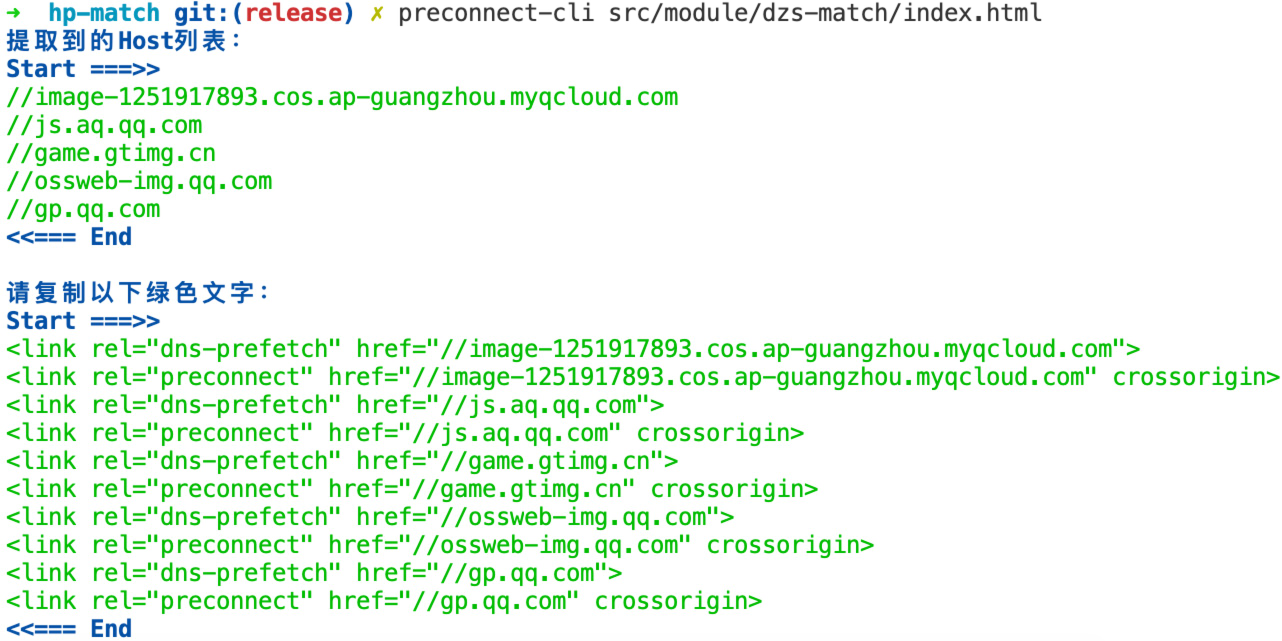 ➜  hp-match git:(release) ✗ preconnect-cli src/module/dzs-match/index.html
提取到的Host列表：
Start ===>>
//image-1251917893.cos.ap-guangzhou.myqcloud.com
//js.aq.qq.com
//game.gtimg.cn
//ossweb-img.qq.com
//gp.qq.com
<<=== End

请复制以下绿色文字：
Start ===>>
<link rel="dns-prefetch" href="//image-1251917893.cos.ap-guangzhou.myqcloud.com">
<link rel="preconnect" href="//image-1251917893.cos.ap-guangzhou.myqcloud.com" crossorigin>
<link rel="dns-prefetch" href="//js.aq.qq.com">
<link rel="preconnect" href="//js.aq.qq.com" crossorigin>
<link rel="dns-prefetch" href="//game.gtimg.cn">
<link rel="preconnect" href="//game.gtimg.cn" crossorigin>
<link rel="dns-prefetch" href="//ossweb-img.qq.com">
<link rel="preconnect" href="//ossweb-img.qq.com" crossorigin>
<link rel="dns-prefetch" href="//gp.qq.com">
<link rel="preconnect" href="//gp.qq.com" crossorigin>
<<=== End